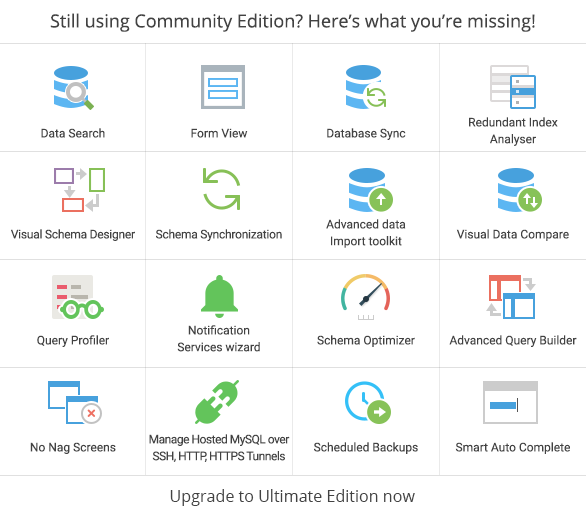 Still using Community Edition? Here's what you're missing!
Data Search
Form View
Database Sync
Redundant Index
Analyser
Visual Schema Designer
Schema Synchronization
Advanced data
Import toolkit
Visual Data Compare
Query Profiler
Notification
Services wizard
Schema Optimizer
Advanced Query Builder
No Nag Screens
Manage Hosted MySQL over
SSH, HTTP, HTTPS Tunnels
Scheduled Backups
Smart Auto Complete
Upgrade to Ultimate Edition now